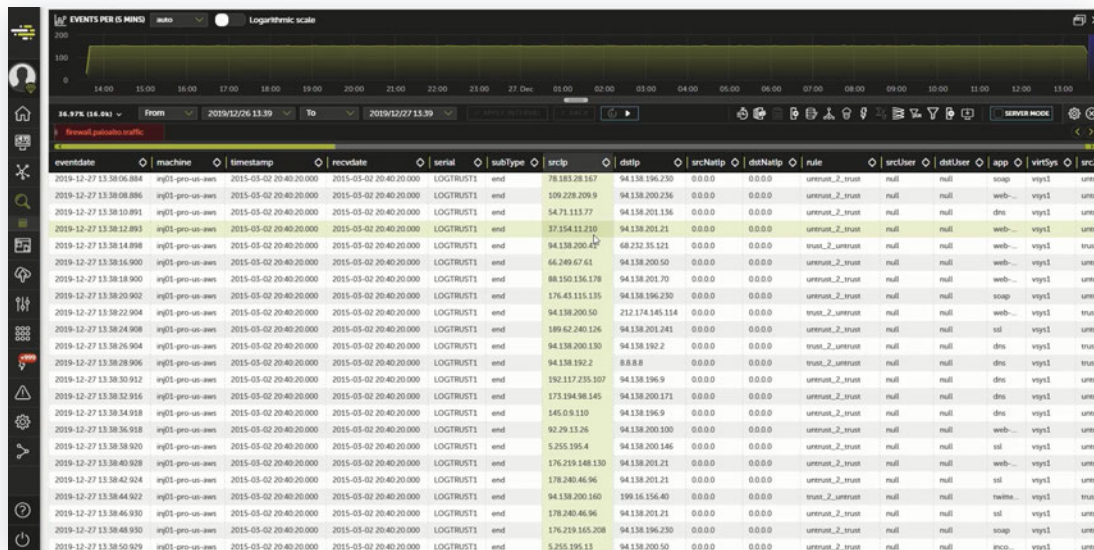 EVENTS PER (5 MINS) auto Logarithmic scale
200
100
0
14:00 15:00 16:00 17:00 18:00 19:00 20:00 21:00 22:00 23:00 27. Dec 01:00 02:00 03:00 04:00 05:00 06:00 07:00 08:00 09:00 10:00 11:00 12:00 13:00
36.97% (16.0k) From 2019/12/26 13.39 To 2019/12/27 13.39 SERVER MODE
firewall.paloalto.traffic
eventdate machine timestamp recvdate serial subType srcIp dstIp srcNatIp dstNatIp rule srcUser dstUser app virtSys
2019-12-27 13:38:06.884 inj01-pro-us-aws 2015-03-02 20:40:20.000 2015-03-02 20:40:20.000 LOGTRUST1 end 78.183.28.167 94.138.196.230 0.0.0.0 0.0.0.0 untrust_2_trust null null soap vsys1
2019-12-27 13:38:08.886 inj01-pro-us-aws 2015-03-02 20:40:20.000 2015-03-02 20:40:20.000 LOGTRUST1 end 109.228.209.9 94.138.200.236 0.0.0.0 0.0.0.0 untrust_2_trust null null web-... vsys1
2019-12-27 13:38:10.891 inj01-pro-us-aws 2015-03-02 20:40:20.000 2015-03-02 20:40:20.000 LOGTRUST1 end 54.71.113.77 94.138.201.136 0.0.0.0 0.0.0.0 untrust_2_trust null null dns vsys1
2019-12-27 13:38:12.893 inj01-pro-us-aws 2015-03-02 20:40:20.000 2015-03-02 20:40:20.000 LOGTRUST1 end 37.154.11.210 94.138.201.21 0.0.0.0 0.0.0.0 untrust_2_trust null null web-... vsys1
2019-12-27 13:38:14.898 inj01-pro-us-aws 2015-03-02 20:40:20.000 2015-03-02 20:40:20.000 LOGTRUST1 end 94.138.200.41 68.232.35.121 0.0.0.0 0.0.0.0 trust_2_untrust null null web-... vsys1
2019-12-27 13:38:16.900 inj01-pro-us-aws 2015-03-02 20:40:20.000 2015-03-02 20:40:20.000 LOGTRUST1 end 66.249.67.61 94.138.200.50 0.0.0.0 0.0.0.0 untrust_2_trust null null web-... vsys1
2019-12-27 13:38:18.900 inj01-pro-us-aws 2015-03-02 20:40:20.000 2015-03-02 20:40:20.000 LOGTRUST1 end 88.150.136.178 94.138.201.70 0.0.0.0 0.0.0.0 untrust_2_trust null null web-... vsys1
2019-12-27 13:38:20.902 inj01-pro-us-aws 2015-03-02 20:40:20.000 2015-03-02 20:40:20.000 LOGTRUST1 end 176.43.115.135 94.138.196.230 0.0.0.0 0.0.0.0 untrust_2_trust null null soap vsys1
2019-12-27 13:38:22.904 inj01-pro-us-aws 2015-03-02 20:40:20.000 2015-03-02 20:40:20.000 LOGTRUST1 end 94.138.200.50 212.174.145.114 0.0.0.0 0.0.0.0 trust_2_untrust null null web-... vsys1
2019-12-27 13:38:24.908 inj01-pro-us-aws 2015-03-02 20:40:20.000 2015-03-02 20:40:20.000 LOGTRUST1 end 189.62.240.126 94.138.201.241 0.0.0.0 0.0.0.0 untrust_2_trust null null ssl vsys1
2019-12-27 13:38:26.904 inj01-pro-us-aws 2015-03-02 20:40:20.000 2015-03-02 20:40:20.000 LOGTRUST1 end 94.138.200.130 94.138.192.2 0.0.0.0 0.0.0.0 trust_2_untrust null null dns vsys1
2019-12-27 13:38:28.906 inj01-pro-us-aws 2015-03-02 20:40:20.000 2015-03-02 20:40:20.000 LOGTRUST1 end 94.138.192.2 8.8.8.8 0.0.0.0 0.0.0.0 trust_2_untrust null null dns vsys1
2019-12-27 13:38:30.912 inj01-pro-us-aws 2015-03-02 20:40:20.000 2015-03-02 20:40:20.000 LOGTRUST1 end 192.117.235.107 94.138.196.9 0.0.0.0 0.0.0.0 untrust_2_trust null null dns vsys1
2019-12-27 13:38:32.916 inj01-pro-us-aws 2015-03-02 20:40:20.000 2015-03-02 20:40:20.000 LOGTRUST1 end 173.194.98.145 94.138.200.171 0.0.0.0 0.0.0.0 untrust_2_trust null null dns vsys1
2019-12-27 13:38:34.918 inj01-pro-us-aws 2015-03-02 20:40:20.000 2015-03-02 20:40:20.000 LOGTRUST1 end 145.0.9.110 94.138.196.9 0.0.0.0 0.0.0.0 untrust_2_trust null null dns vsys1
2019-12-27 13:38:36.918 inj01-pro-us-aws 2015-03-02 20:40:20.000 2015-03-02 20:40:20.000 LOGTRUST1 end 92.29.13.26 94.138.200.100 0.0.0.0 0.0.0.0 untrust_2_trust null null web-... vsys1
2019-12-27 13:38:38.920 inj01-pro-us-aws 2015-03-02 20:40:20.000 2015-03-02 20:40:20.000 LOGTRUST1 end 5.255.195.4 94.138.200.146 0.0.0.0 0.0.0.0 untrust_2_trust null null ssl vsys1
2019-12-27 13:38:40.928 inj01-pro-us-aws 2015-03-02 20:40:20.000 2015-03-02 20:40:20.000 LOGTRUST1 end 176.219.148.130 94.138.201.21 0.0.0.0 0.0.0.0 untrust_2_trust null null web-... vsys1
2019-12-27 13:38:42.924 inj01-pro-us-aws 2015-03-02 20:40:20.000 2015-03-02 20:40:20.000 LOGTRUST1 end 178.240.46.96 94.138.201.21 0.0.0.0 0.0.0.0 untrust_2_trust null null ssl vsys1
2019-12-27 13:38:44.922 inj01-pro-us-aws 2015-03-02 20:40:20.000 2015-03-02 20:40:20.000 LOGTRUST1 end 94.138.200.160 199.16.156.40 0.0.0.0 0.0.0.0 trust_2_untrust null null twitte... vsys1
2019-12-27 13:38:46.930 inj01-pro-us-aws 2015-03-02 20:40:20.000 2015-03-02 20:40:20.000 LOGTRUST1 end 178.240.46.96 94.138.201.21 0.0.0.0 0.0.0.0 untrust_2_trust null null ssl vsys1
2019-12-27 13:38:48.930 inj01-pro-us-aws 2015-03-02 20:40:20.000 2015-03-02 20:40:20.000 LOGTRUST1 end 176.219.165.208 94.138.196.230 0.0.0.0 0.0.0.0 untrust_2_trust null null soap vsys1
2019-12-27 13:38:50.929 inj01-pro-us-aws 2015-03-02 20:40:20.000 2015-03-02 20:40:20.000 LOGTRUST1 end 5.255.195.13 94.138.200.50 0.0.0.0 0.0.0.0 untrust_2_trust null null inco... vsys1